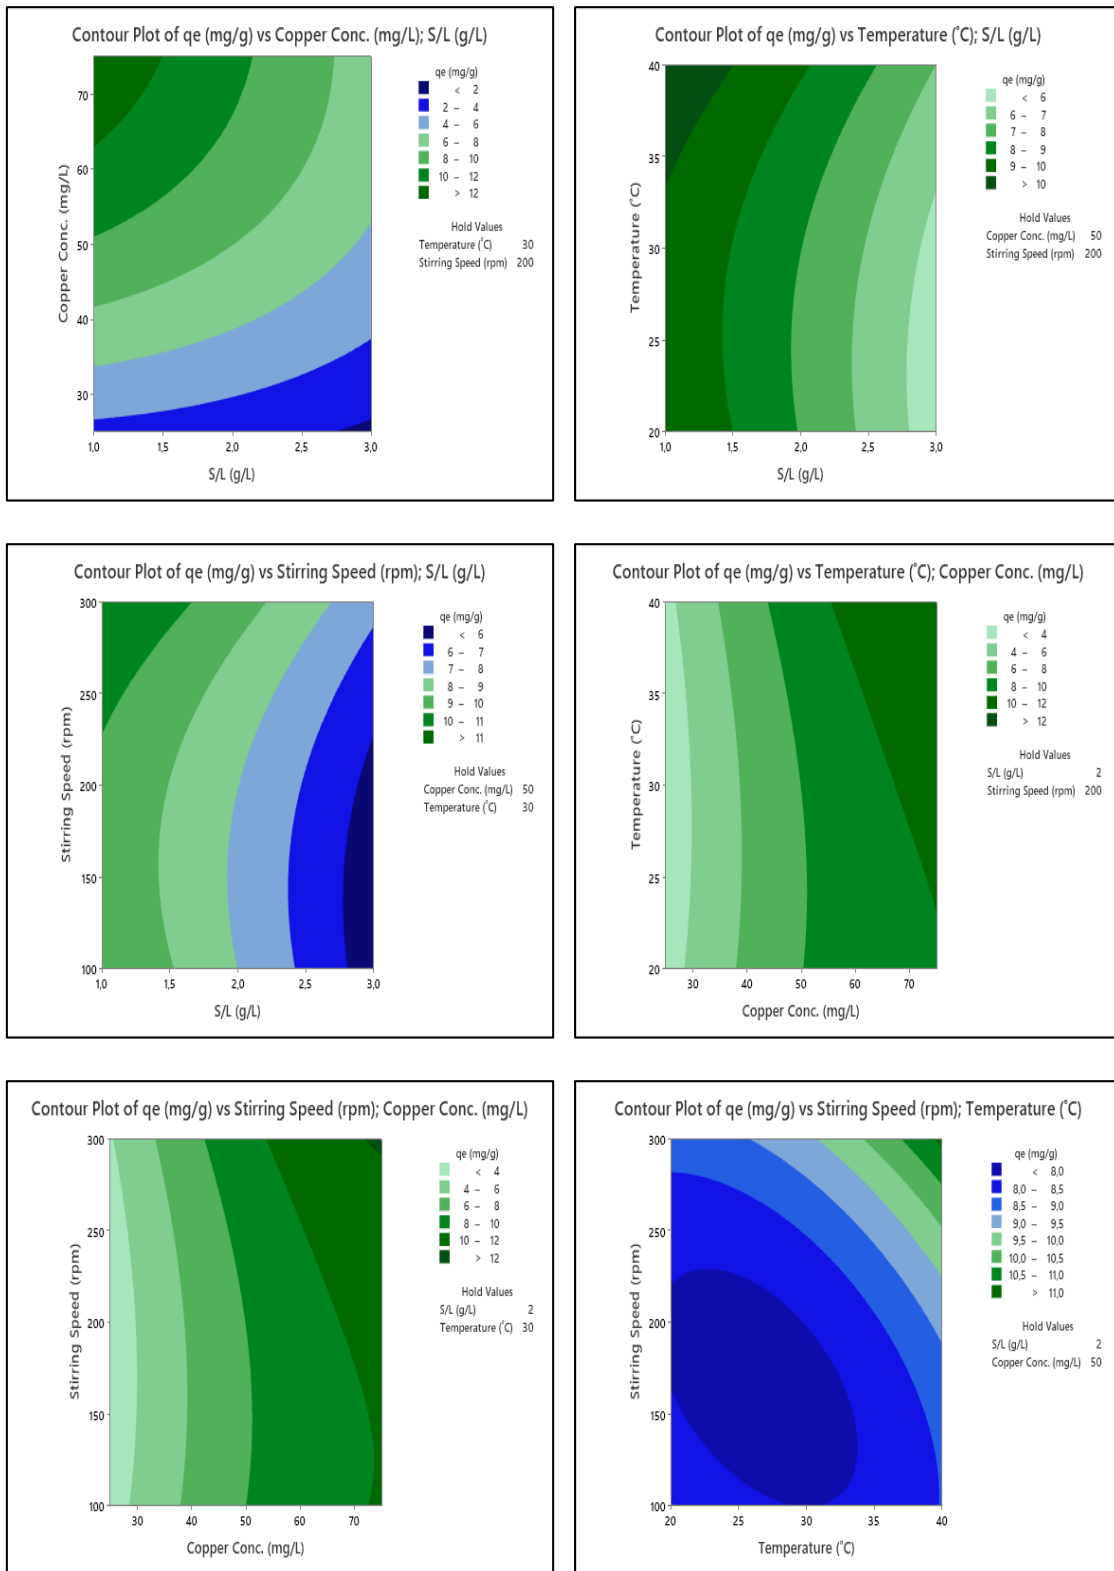 Contour Plot of qe (mg/g) vs Copper Conc. (mg/L); S/L (g/L)
Copper Conc. (mg/L)
70
60
50
40
30
1,0 1,5 2,0 2,5 3,0
S/L (g/L)
qe (mg/g)
< 2
2 – 4
4 – 6
6 – 8
8 – 10
10 – 12
> 12
Hold Values
Temperature (°C) 30
Stirring Speed (rpm) 200
Contour Plot of qe (mg/g) vs Temperature (°C); S/L (g/L)
Temperature (°C)
40
35
30
25
20
1,0 1,5 2,0 2,5 3,0
S/L (g/L)
qe (mg/g)
< 6
6 – 7
7 – 8
8 – 9
9 – 10
> 10
Hold Values
Copper Conc. (mg/L) 50
Stirring Speed (rpm) 200
Contour Plot of qe (mg/g) vs Stirring Speed (rpm); S/L (g/L)
Stirring Speed (rpm)
300
250
200
150
100
1,0 1,5 2,0 2,5 3,0
S/L (g/L)
qe (mg/g)
< 6
6 – 7
7 – 8
8 – 9
9 – 10
10 – 11
> 11
Hold Values
Copper Conc. (mg/L) 50
Temperature (°C) 30
Contour Plot of qe (mg/g) vs Temperature (°C); Copper Conc. (mg/L)
Temperature (°C)
40
35
30
25
20
30 40 50 60 70
Copper Conc. (mg/L)
qe (mg/g)
< 4
4 – 6
6 – 8
8 – 10
10 – 12
> 12
Hold Values
S/L (g/L) 2
Stirring Speed (rpm) 200
Contour Plot of qe (mg/g) vs Stirring Speed (rpm); Copper Conc. (mg/L)
Stirring Speed (rpm)
300
250
200
150
100
30 40 50 60 70
Copper Conc. (mg/L)
qe (mg/g)
< 4
4 – 6
6 – 8
8 – 10
10 – 12
> 12
Hold Values
S/L (g/L) 2
Temperature (°C) 30
Contour Plot of qe (mg/g) vs Stirring Speed (rpm); Temperature (°C)
Stirring Speed (rpm)
300
250
200
150
100
20 25 30 35 40
Temperature (°C)
qe (mg/g)
< 8,0
8,0 – 8,5
8,5 – 9,0
9,0 – 9,5
9,5 – 10,0
10,0 – 10,5
10,5 – 11,0
> 11,0
Hold Values
S/L (g/L) 2
Copper Conc. (mg/L) 50